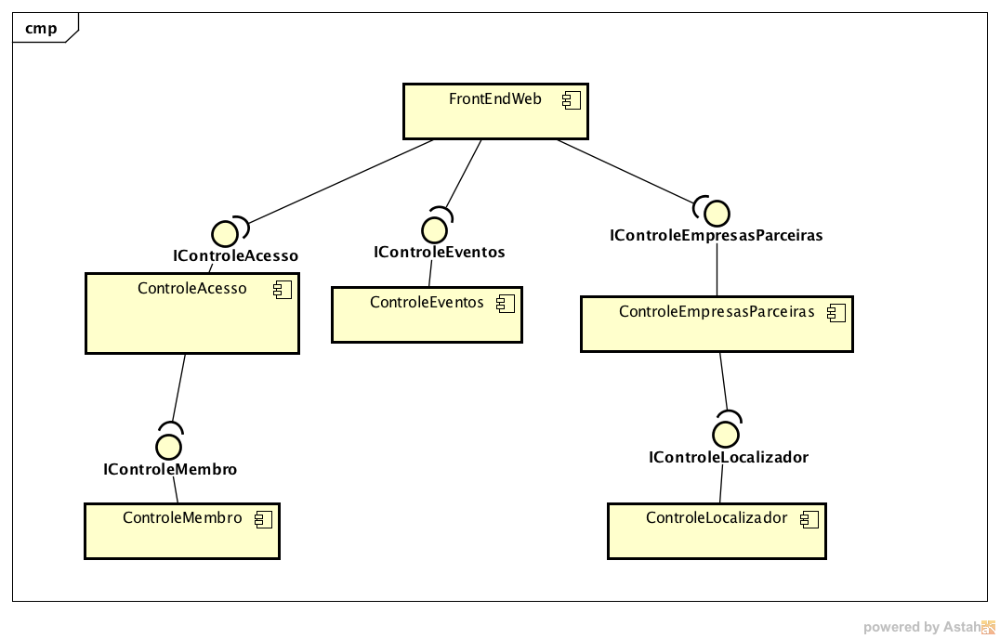 cmp
FrontEndWeb
IControleAcesso
IControleEventos
IControleEmpresasParceiras
ControleAcesso
ControleEventos
ControleEmpresasParceiras
IControleMembro
IControleLocalizador
ControleMembro
ControleLocalizador
powered by Astah